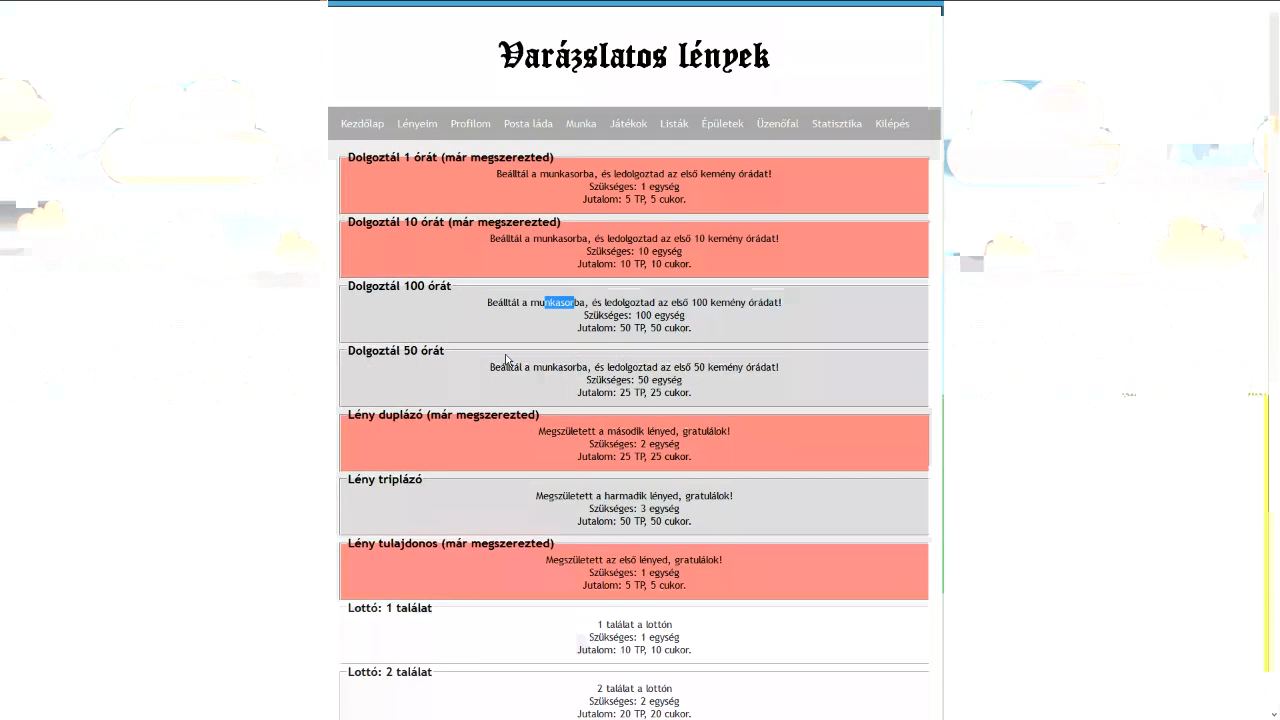 Varázslatos lények
Kezdőlap Lényeim Profilom Posta láda Munka Játékok Listák Épületek Üzenőfal Statisztika Kilépés
Dolgoztál 1 órát (már megszerezted)
Beálltál a munkasorba, és ledolgoztad az első kemény órádat!
Szükséges: 1 egység
Jutalom: 5 TP, 5 cukor.
Dolgoztál 10 órát (már megszerezted)
Beálltál a munkasorba, és ledolgoztad az első 10 kemény órádat!
Szükséges: 10 egység
Jutalom: 10 TP, 10 cukor.
Dolgoztál 100 órát
Beálltál a munkasorba, és ledolgoztad az első 100 kemény órádat!
Szükséges: 100 egység
Jutalom: 50 TP, 50 cukor.
Dolgoztál 50 órát
Beálltál a munkasorba, és ledolgoztad az első 50 kemény órádat!
Szükséges: 50 egység
Jutalom: 25 TP, 25 cukor.
Lény duplázó (már megszerezted)
Megszületett a második lényed, gratulálok!
Szükséges: 2 egység
Jutalom: 25 TP, 25 cukor.
Lény triplázó
Megszületett a harmadik lényed, gratulálok!
Szükséges: 3 egység
Jutalom: 50 TP, 50 cukor.
Lény tulajdonos (már megszerezted)
Megszületett az első lényed, gratulálok!
Szükséges: 1 egység
Jutalom: 5 TP, 5 cukor.
Lottó: 1 találat
1 találat a lottón
Szükséges: 1 egység
Jutalom: 10 TP, 10 cukor.
Lottó: 2 találat
2 találat a lottón
Szükséges: 2 egység
Jutalom: 20 TP, 20 cukor.